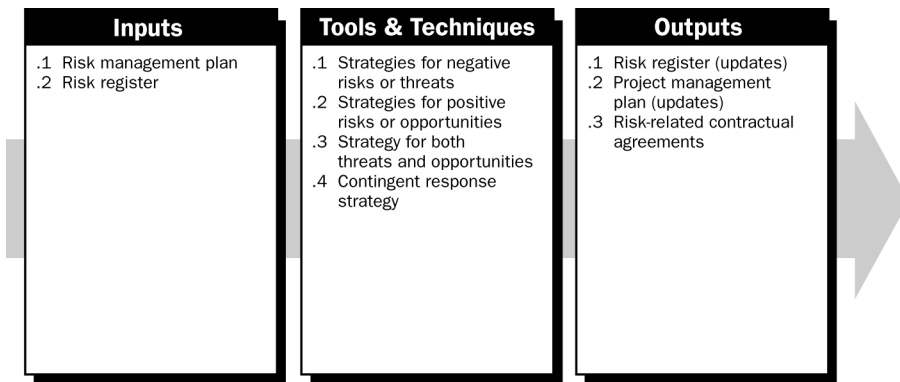 Inputs
.1 Risk management plan
.2 Risk register
Tools & Techniques
.1 Strategies for negative
risks or threats
.2 Strategies for positive
risks or opportunities
.3 Strategy for both
threats and opportunities
.4 Contingent response
strategy
Outputs
.1 Risk register (updates)
.2 Project management
plan (updates)
.3 Risk-related contractual
agreements